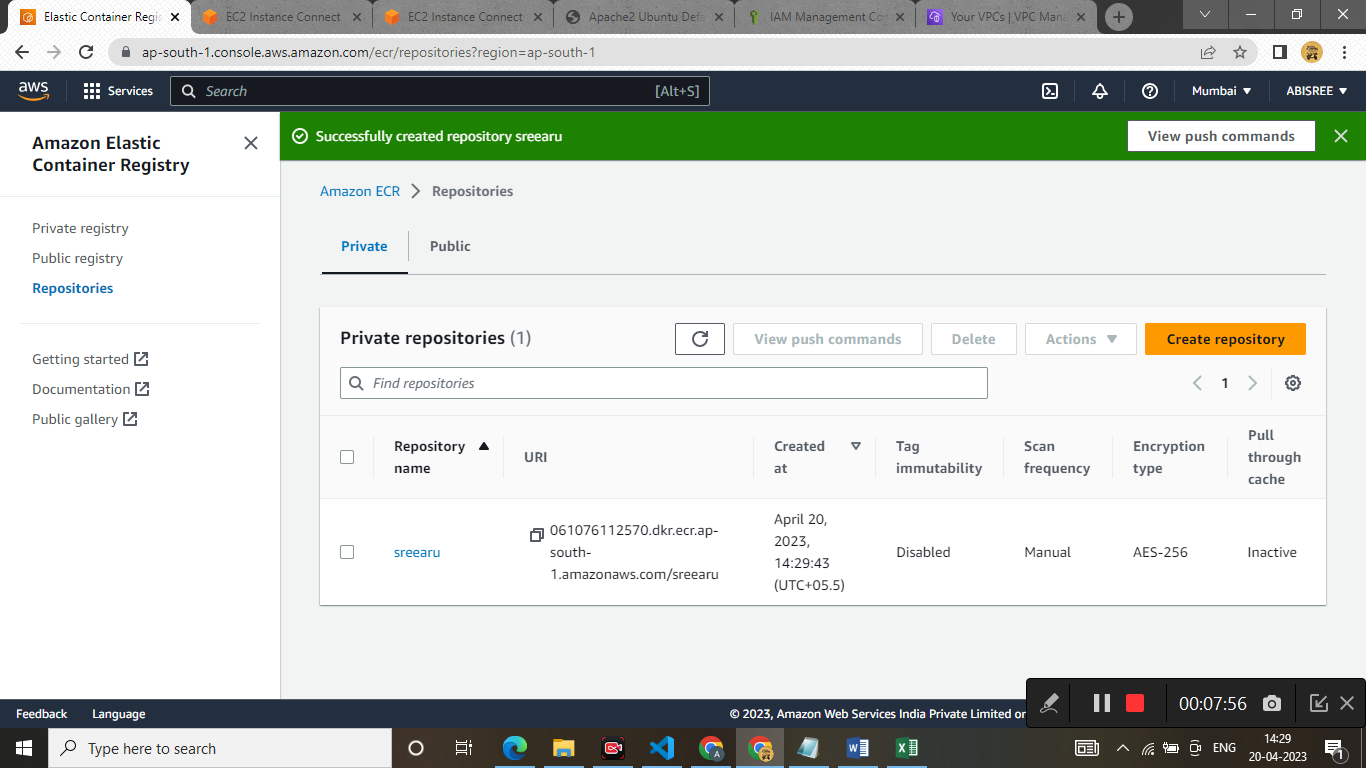 Elastic Container Regis
EC2 Instance Connect
EC2 Instance Connect
Apache2 Ubuntu Defa
IAM Management Co
Your VPCs | VPC Mana
ap-south-1.console.aws.amazon.com/ecr/repositories?region=ap-south-1
aws
Services
Search
[Alt+S]
Mumbai
ABISREE
Amazon Elastic
Container Registry
Private registry
Public registry
Repositories
Getting started
Documentation
Public gallery
Successfully created repository sreearu
View push commands
Amazon ECR
Repositories
Private
Public
Private repositories (1)
View push commands
Delete
Actions
Create repository
Find repositories
1
Repository
name
URI
Created
at
Tag
immutability
Scan
frequency
Encryption
type
Pull
through
cache
sreearu
061076112570.dkr.ecr.ap-
south-
1.amazonaws.com/sreearu
April 20,
2023,
14:29:43
(UTC+05.5)
Disabled
Manual
AES-256
Inactive
Feedback
Language
© 2023, Amazon Web Services India Private Limited or
00:07:56
Type here to search
ENG
14:29
20-04-2023
1